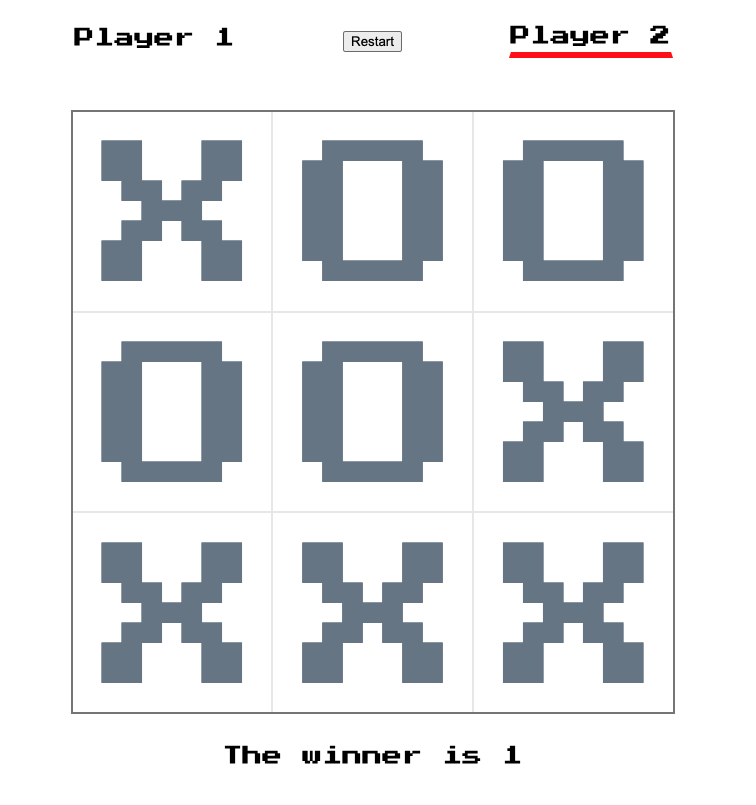 Player 1 Restart Player 2
X O O
O O X
X X X
The winner is 1